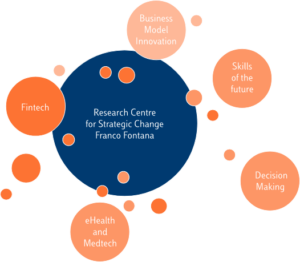 Business
Model
Innovation
Skills
of the
future
Fintech
Research Centre
for Strategic Change
Franco Fontana
Decision
Making
eHealth
and
Medtech